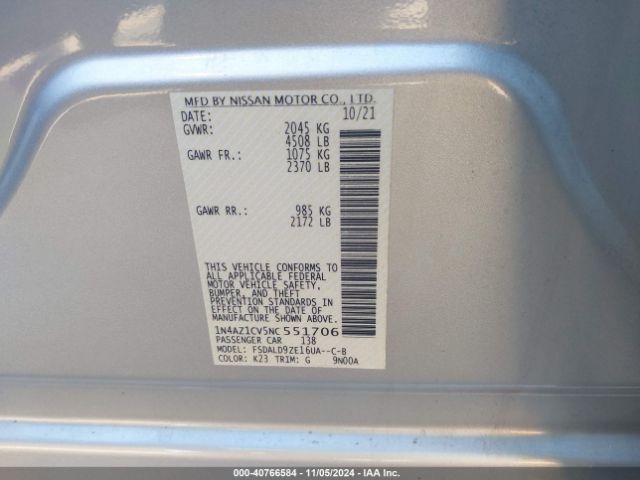 MFD BY NISSAN MOTOR CO., LTD.
DATE: 10/21
GVWR: 2045 KG
4508 LB
GAWR FR.: 1075 KG
2370 LB
GAWR RR.: 985 KG
2172 LB
THIS VEHICLE CONFORMS TO
ALL APPLICABLE FEDERAL
MOTOR VEHICLE SAFETY,
BUMPER, AND THEFT
PREVENTION STANDARDS IN
EFFECT ON THE DATE OF
MANUFACTURE SHOWN ABOVE.
1N4AZ1CV5NC551706
PASSENGER CAR 138
MODEL: FSDALD9ZE16UA--C-B
COLOR: K23 TRIM: G 9N00A
000-40766584 - 11/05/2024 - IAA Inc.